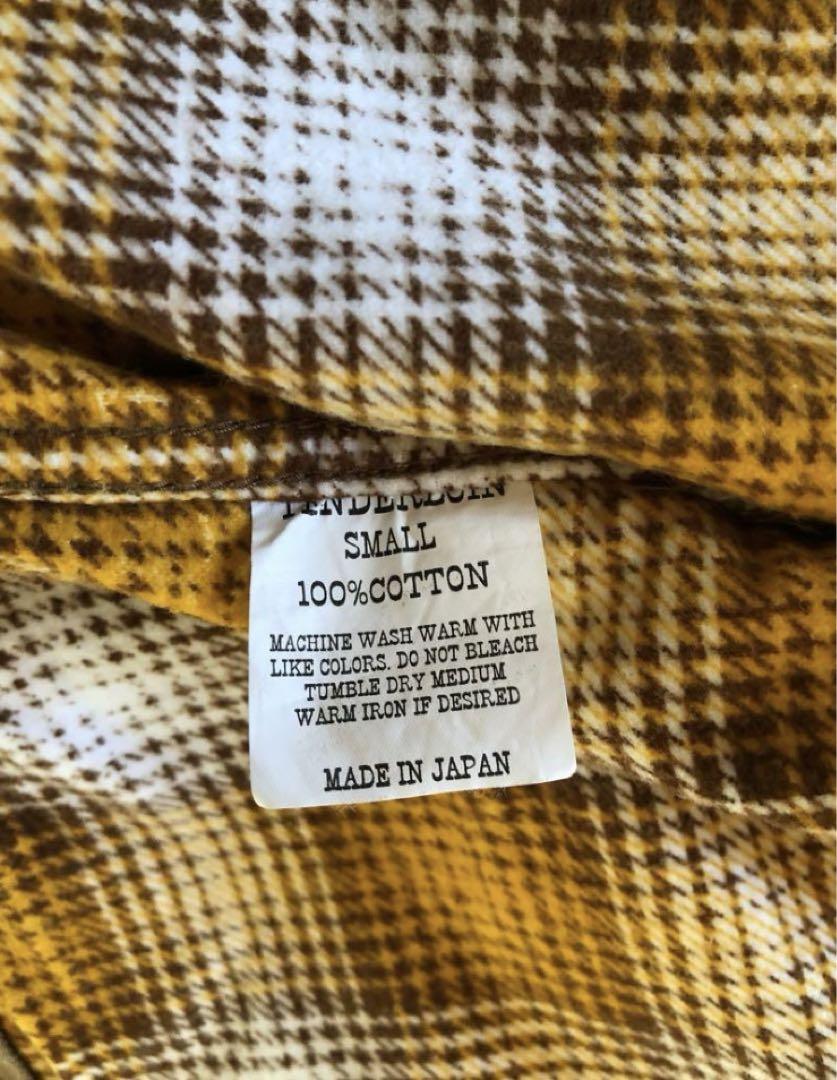 TENDERLOIN
SMALL
100%COTTON
MACHINE WASH WARM WITH
LIKE COLORS. DO NOT BLEACH
TUMBLE DRY MEDIUM
WARM IRON IF DESIRED
MADE IN JAPAN